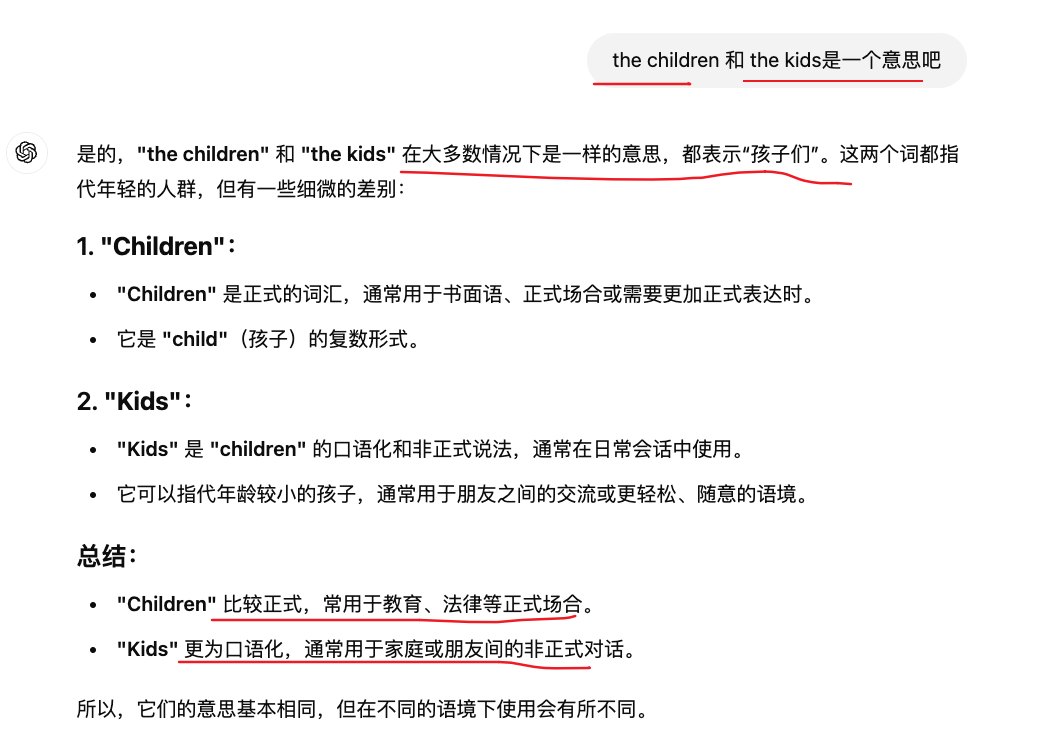 the children 和 the kids是一个意思吧
是的，"the children" 和 "the kids" 在大多数情况下是一样的意思，都表示“孩子们”。这两个词都指
代年轻的人群，但有一些细微的差别：
1. "Children"：
• "Children" 是正式的词汇，通常用于书面语、正式场合或需要更加正式表达时。
• 它是 "child"（孩子）的复数形式。
2. "Kids"：
• "Kids" 是 "children" 的口语化和非正式说法，通常在日常会话中使用。
• 它可以指代年龄较小的孩子，通常用于朋友之间的交流或更轻松、随意的语境。
总结：
• "Children" 比较正式，常用于教育、法律等正式场合。
• "Kids" 更为口语化，通常用于家庭或朋友间的非正式对话。
所以，它们的意思基本相同，但在不同的语境下使用会有所不同。